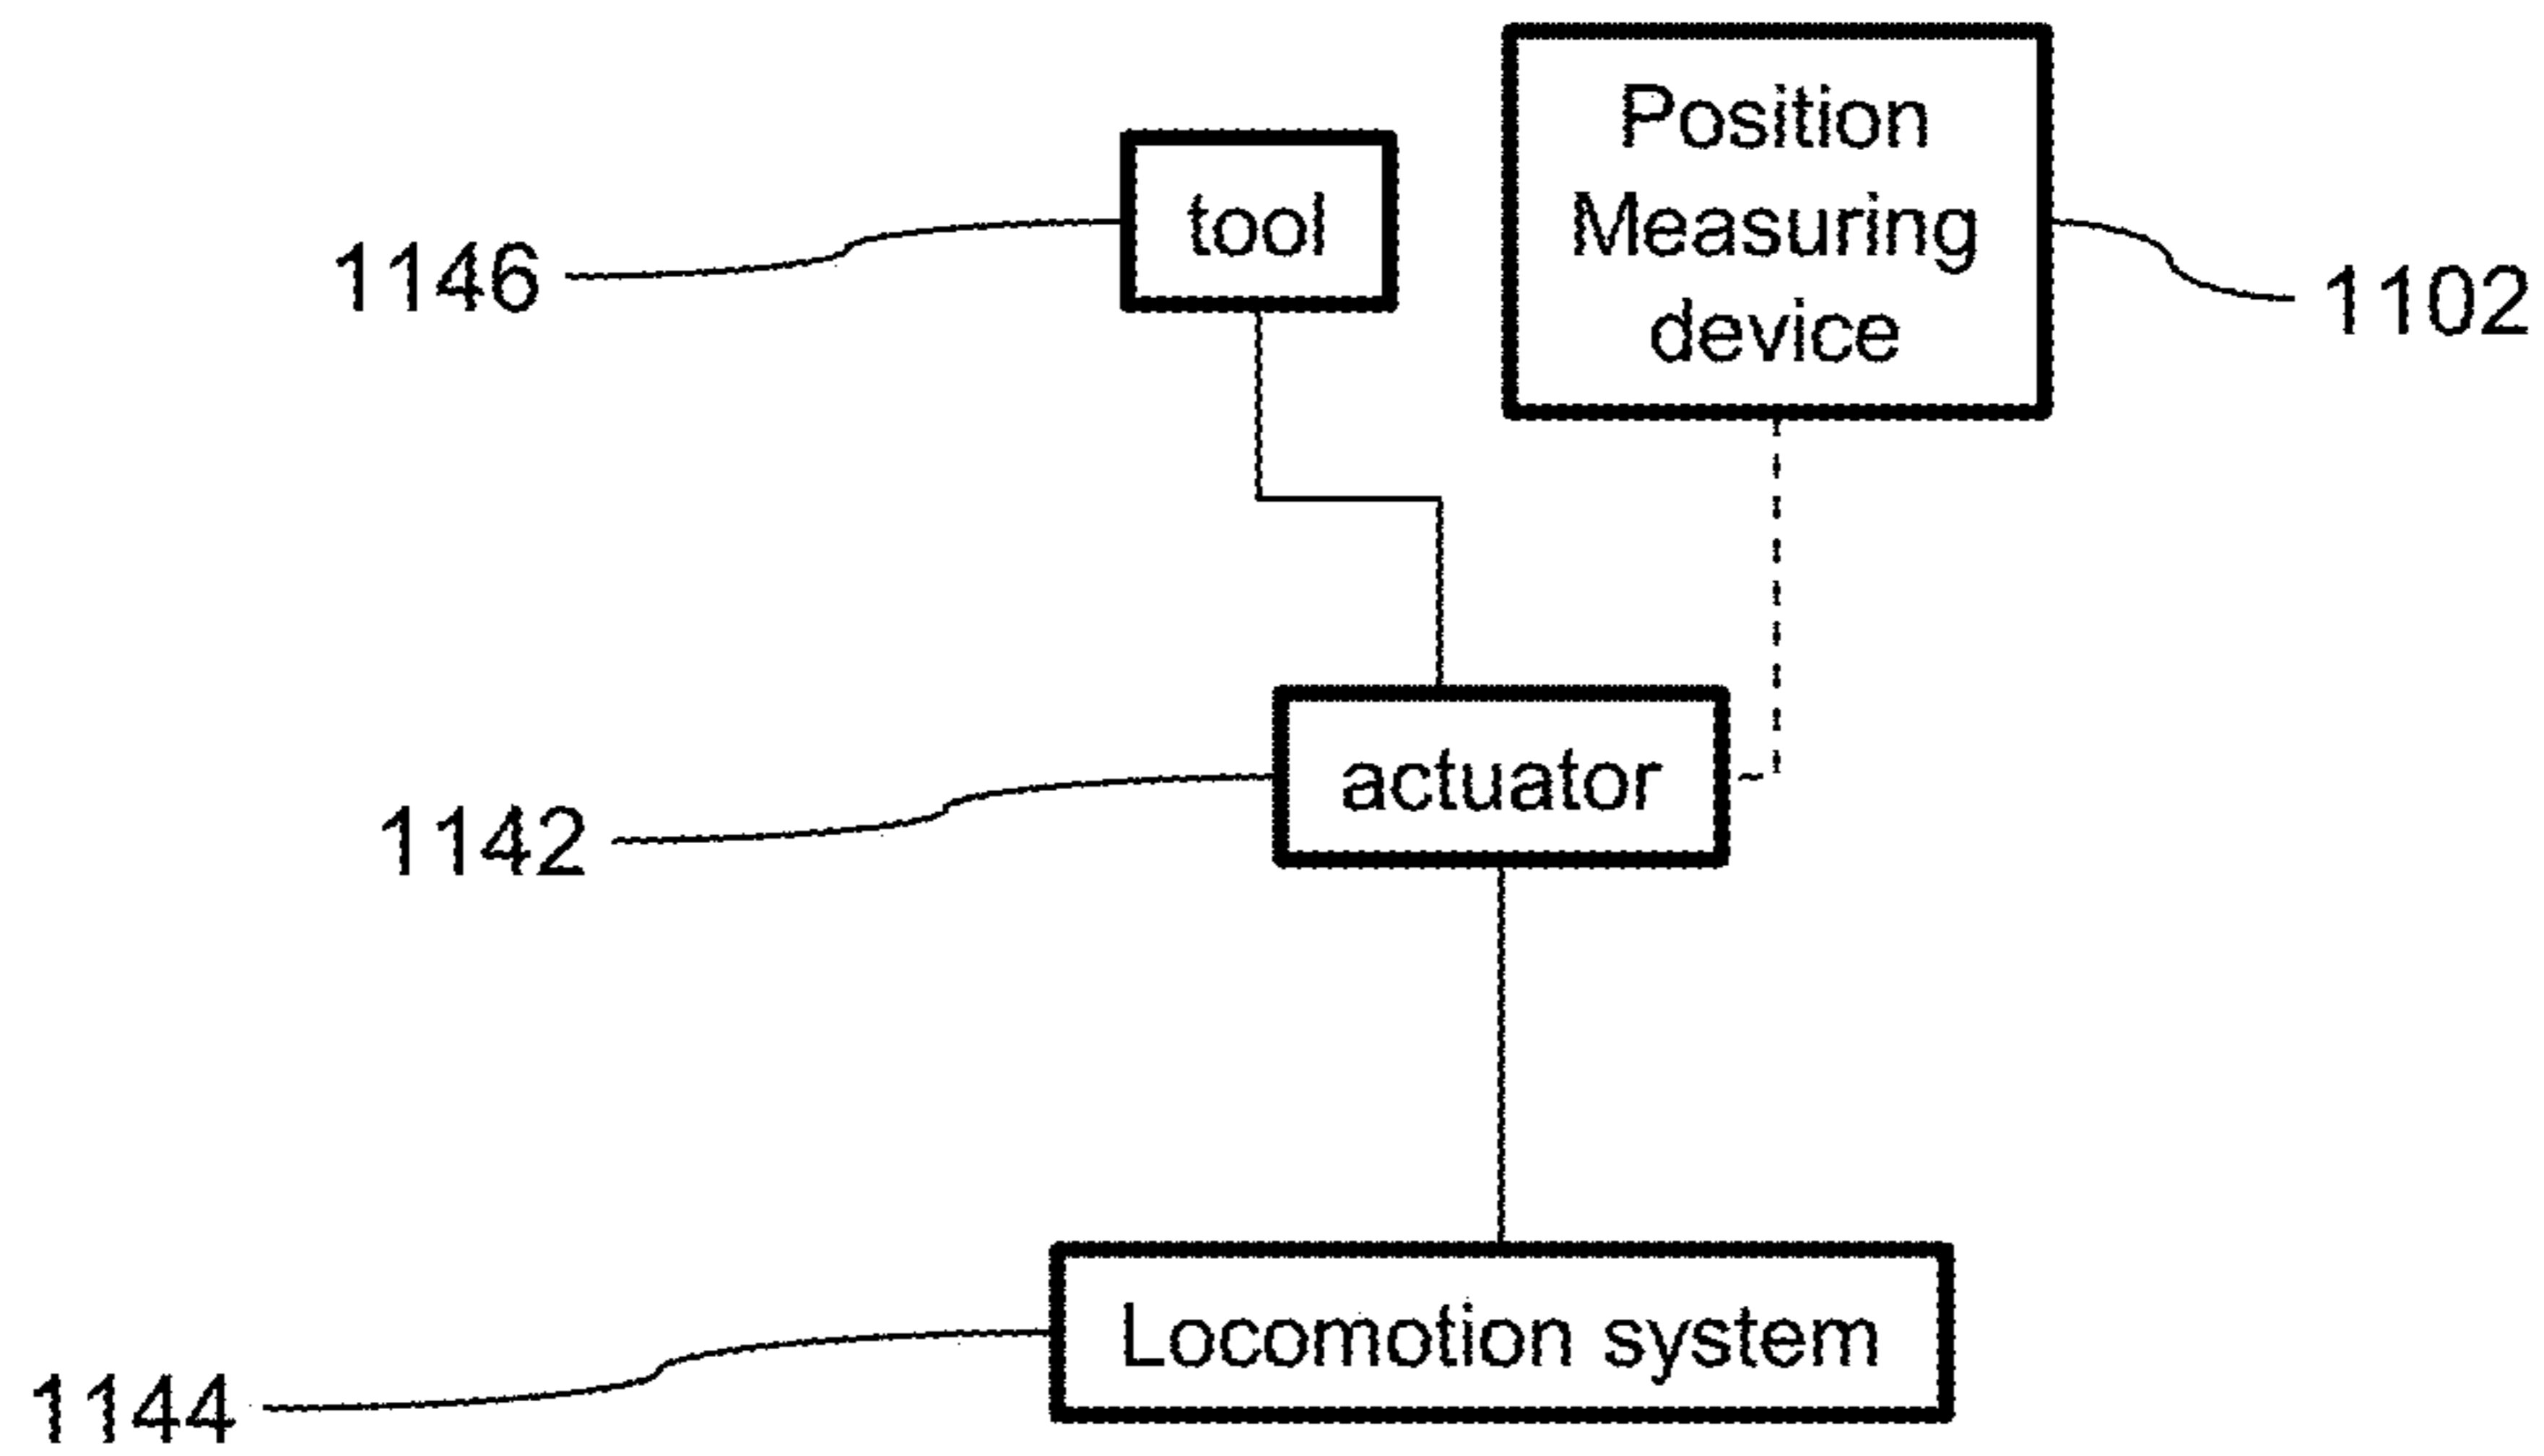 Position
Measuring
device
tool
1146
1102
actuator
1142
Locomotion system
1144